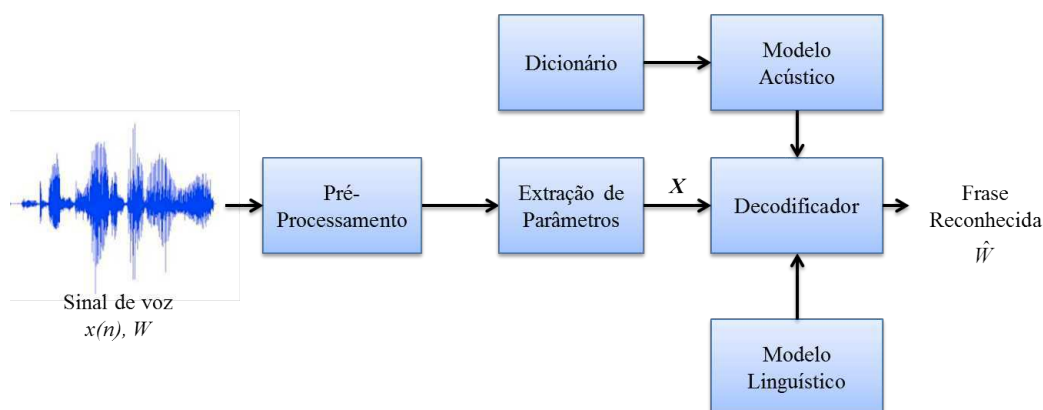 Dicionário
Modelo
Acústico
Sinal de voz
x(n), W
Pré-
Processamento
Extração de
Parâmetros
X
Decodificador
Frase
Reconhecida
Ŵ
Modelo
Linguístico